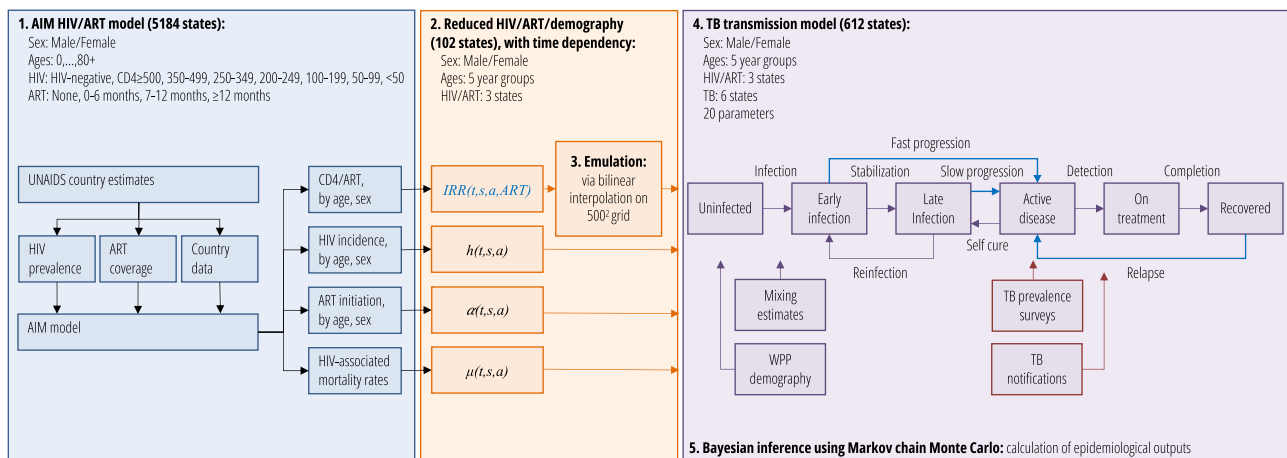 1. AIM HIV/ART model (5184 states):
Sex: Male/Female
Ages: 0,...,80+
HIV: HIV-negative, CD4≥500, 350-499, 250-349, 200-249, 100-199, 50-99, <50
ART: None, 0-6 months, 7-12 months, ≥12 months
UNAIDS country estimates
HIV
prevalence
ART
coverage
Country
data
AIM model
CD4/ART,
by age, sex
HIV incidence,
by age, sex
ART initiation,
by age, sex
HIV-associated
mortality rates
2. Reduced HIV/ART/demography
(102 states), with time dependency:
Sex: Male/Female
Ages: 5 year groups
HIV/ART: 3 states
IRR(t,s,a,ART)
3. Emulation:
via bilinear
interpolation on
500² grid
h(t,s,a)
α(t,s,a)
μ(t,s,a)
4. TB transmission model (612 states):
Sex: Male/Female
Ages: 5 year groups
HIV/ART: 3 states
TB: 6 states
20 parameters
Fast progression
Infection
Stabilization
Slow progression
Detection
Completion
Uninfected
Early
infection
Late
Infection
Active
disease
On
treatment
Recovered
Self cure
Reinfection
Relapse
Mixing
estimates
TB prevalence
surveys
WPP
demography
TB
notifications
5. Bayesian inference using Markov chain Monte Carlo: calculation of epidemiological outputs